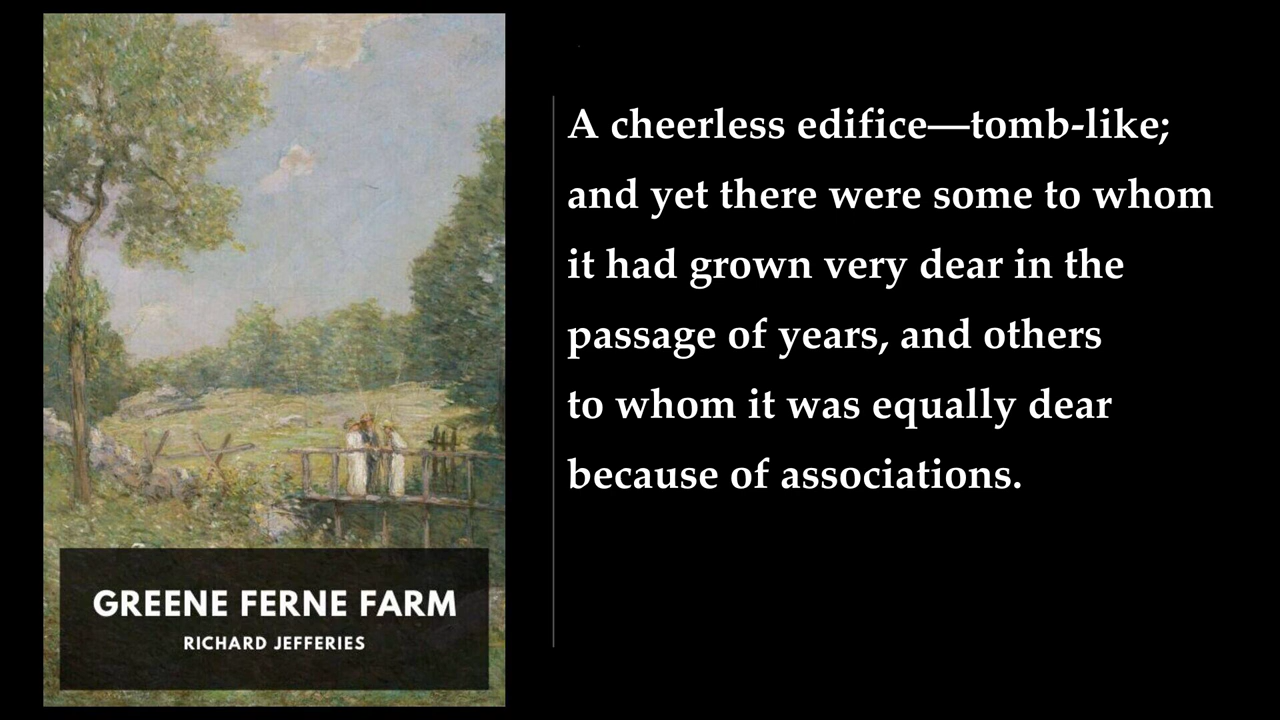 A cheerless edifice—tomb-like;
and yet there were some to whom
it had grown very dear in the
passage of years, and others
to whom it was equally dear
because of associations.
GREENE FERNE FARM
RICHARD JEFFERIES